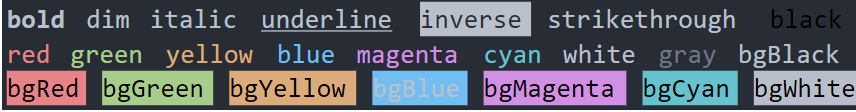 bold dim italic underline inverse strikethrough black
red green yellow blue magenta cyan white gray bgBlack
bgRed bgGreen bgYellow bgBlue bgMagenta bgCyan bgWhite